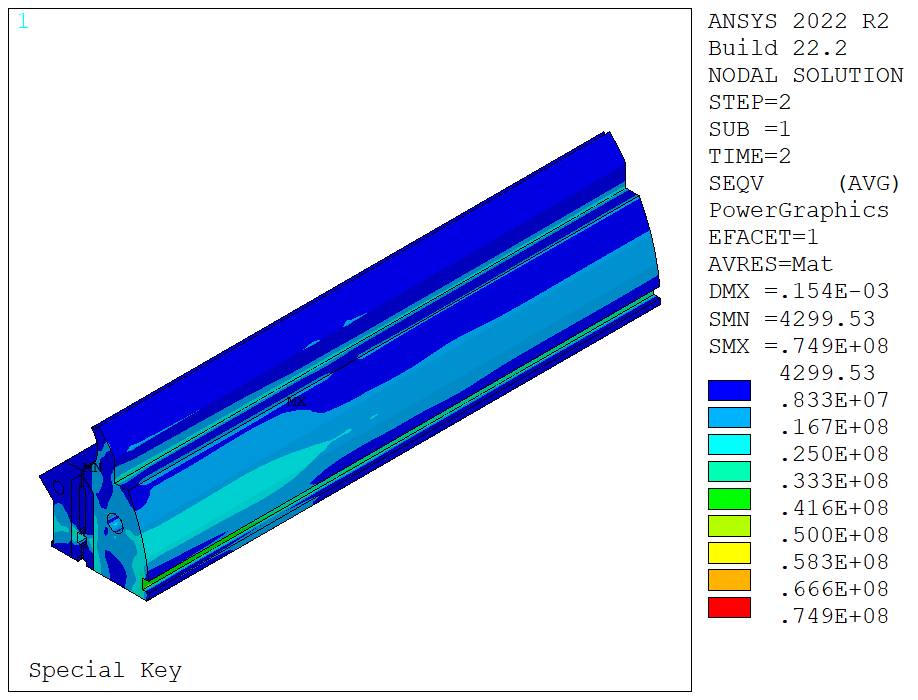 1
ANSYS 2022 R2
Build 22.2
NODAL SOLUTION
STEP=2
SUB =1
TIME=2
SEQV (AVG)
PowerGraphics
EFACET=1
AVRES=Mat
DMX =.154E-03
SMN =4299.53
SMX =.749E+08
4299.53
.833E+07
.167E+08
.250E+08
.333E+08
.416E+08
.500E+08
.583E+08
.666E+08
.749E+08
MX
MN
Special Key